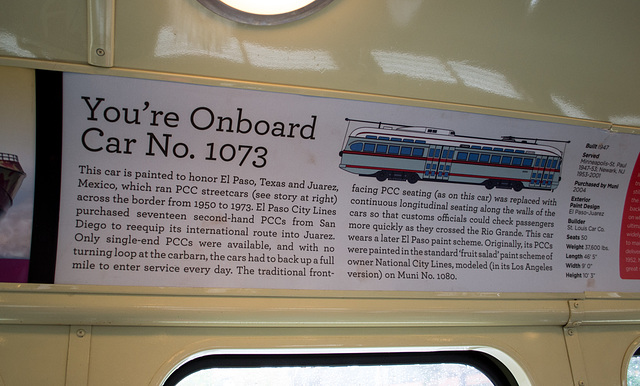 You're Onboard
Car No. 1073
This car is painted to honor El Paso, Texas and Juarez,
Mexico, which ran PCC streetcars (see story at right)
across the border from 1950 to 1973. El Paso City Lines
purchased seventeen second-hand PCCs from San
Diego to reequip its international route into Juarez.
Only single-end PCCs were available, and with no
turning loop at the carbarn, the cars had to back up a full
mile to enter service every day. The traditional front-
facing PCC seating (as on this car) was replaced with
continuous longitudinal seating along the walls of the
cars so that customs officials could check passengers
more quickly as they crossed the Rio Grande. This car
wears a later El Paso paint scheme. Originally, its PCCs
were painted in the standard 'fruit salad' paint scheme of
owner National City Lines, modeled (in its Los Angeles
version) on Muni No. 1080.
Built 1947
Served
Minneapolis-St. Paul
1947-53; Newark, NJ
1953-2001
Purchased by Muni
2004
Exterior
Paint Design
El Paso-Juarez
Builder
St. Louis Car Co.
Seats 50
Weight 37,600 lbs.
Length 46' 5"
Width 9' 0"
Height 10' 3"